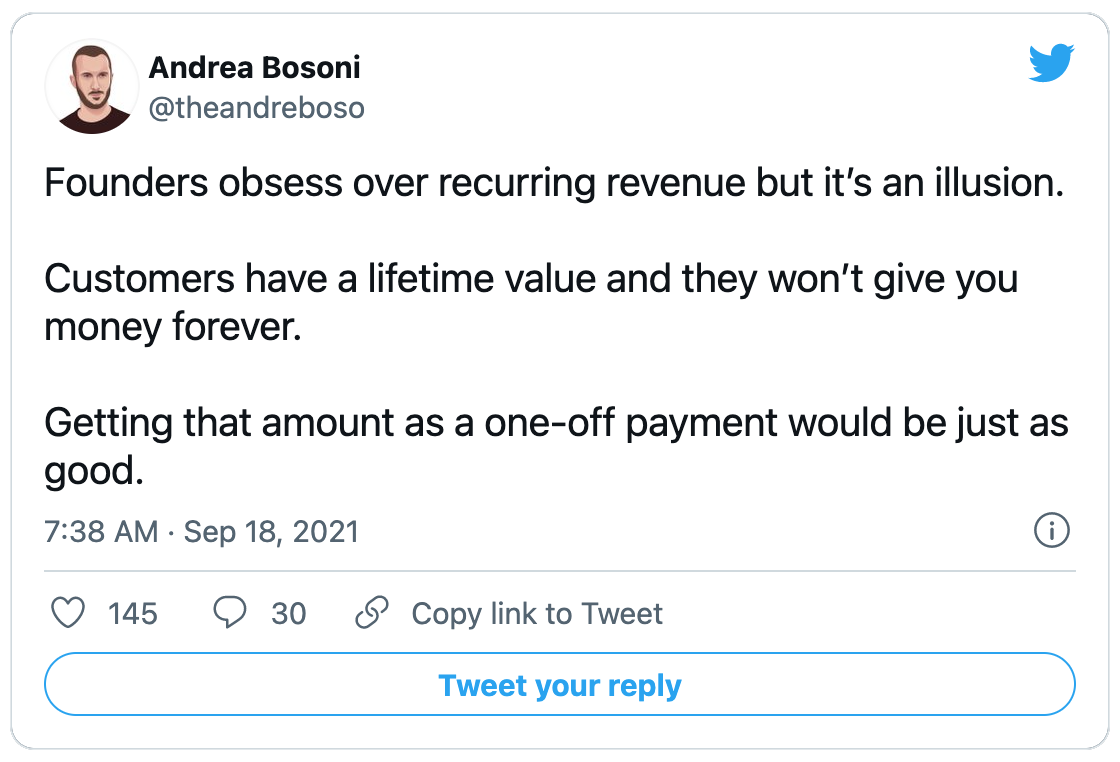 Andrea Bosoni
@theandreboso
Founders obsess over recurring revenue but it’s an illusion.
Customers have a lifetime value and they won’t give you
money forever.
Getting that amount as a one-off payment would be just as
good.
7:38 AM · Sep 18, 2021
145 30 Copy link to Tweet
Tweet your reply